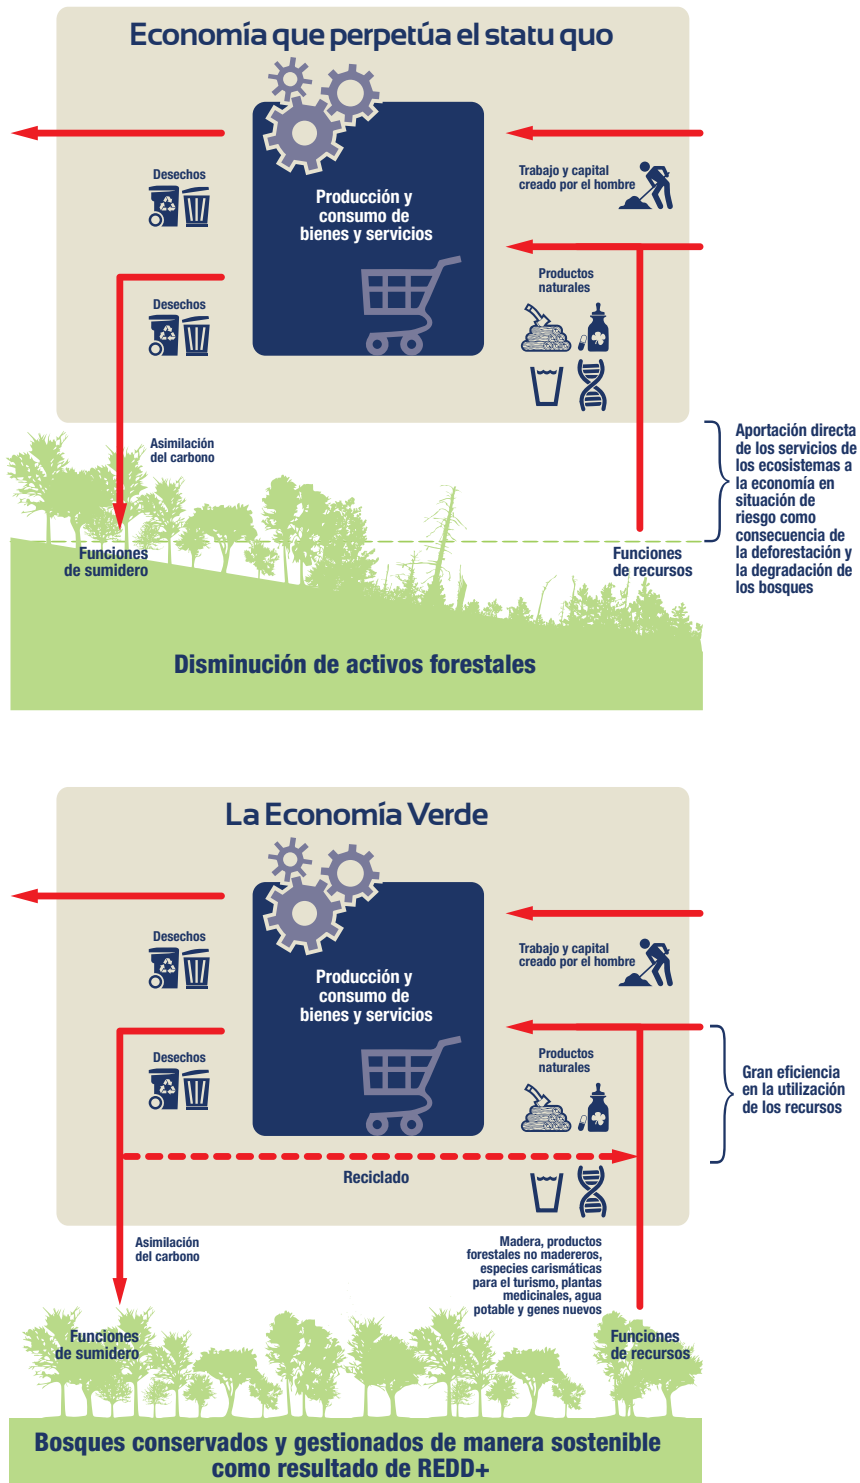 Economía que perpetúa el statu quo
Desechos
Producción y
consumo de
bienes y servicios
Trabajo y capital
creado por el hombre
Desechos
Productos
naturales
Asimilación
del carbono
Aportación directa
de los servicios de
los ecosistemas a
la economía en
situación de
riesgo como
consecuencia de
la deforestación y
la degradación de
los bosques
Funciones
de sumidero
Funciones
de recursos
Disminución de activos forestales
La Economía Verde
Desechos
Producción y
consumo de
bienes y servicios
Trabajo y capital
creado por el hombre
Desechos
Productos
naturales
Gran eficiencia
en la utilización
de los recursos
Reciclado
Asimilación
del carbono
Madera, productos
forestales no madereros,
especies carismáticas
para el turismo, plantas
medicinales, agua
potable y genes nuevos
Funciones
de sumidero
Funciones
de recursos
Bosques conservados y gestionados de manera sostenible
como resultado de REDD+